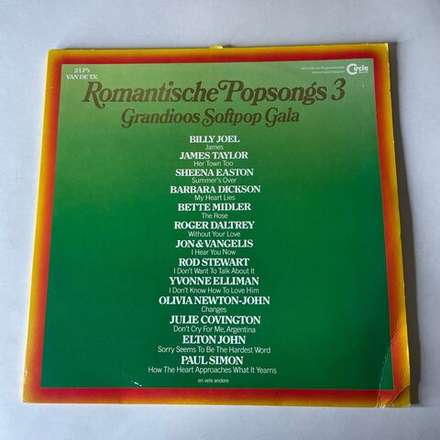 2 LP's
VAN DE T.V.
Circle
Romantische Popsongs 3
Grandioos Softpop Gala
BILLY JOEL
James
JAMES TAYLOR
Her Town Too
SHEENA EASTON
Summer's Over
BARBARA DICKSON
My Heart Lies
BETTE MIDLER
The Rose
ROGER DALTREY
Without Your Love
JON & VANGELIS
I Hear You Now
ROD STEWART
I Don't Want To Talk About It
YVONNE ELLIMAN
I Don't Know How To Love Him
OLIVIA NEWTON-JOHN
Changes
JULIE COVINGTON
Don't Cry For Me, Argentina
ELTON JOHN
Sorry Seems To Be The Hardest Word
PAUL SIMON
How The Heart Approaches What It Yearns
en vele andere